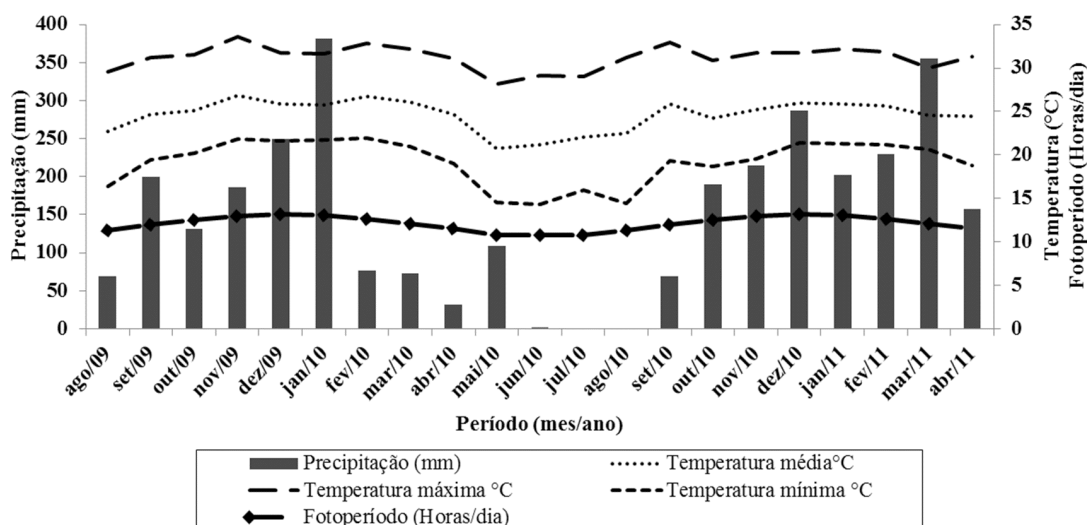 400
350
300
250
200
150
100
50
0
Precipitação (mm)
35
30
25
20
15
10
5
0
Temperatura (°C)
Fotoperíodo (Horas/dia)
ago/09
set/09
out/09
nov/09
dez/09
jan/10
fev/10
mar/10
abr/10
mai/10
jun/10
jul/10
ago/10
set/10
out/10
nov/10
dez/10
jan/11
fev/11
mar/11
abr/11
Período (mes/ano)
Precipitação (mm)
Temperatura média°C
Temperatura máxima °C
Temperatura mínima °C
Fotoperíodo (Horas/dia)